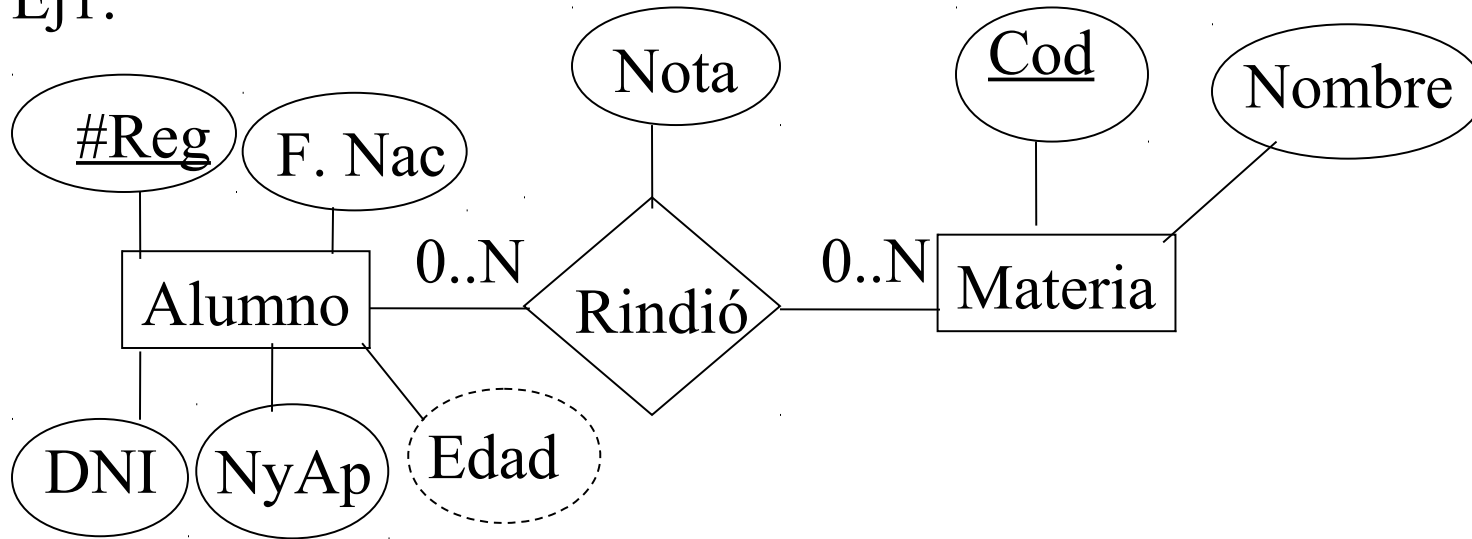 Ej1:
Nota
Cod
Nombre
#Reg
F. Nac
0..N
0..N
Alumno
Rindió
Materia
DNI
NyAp
Edad